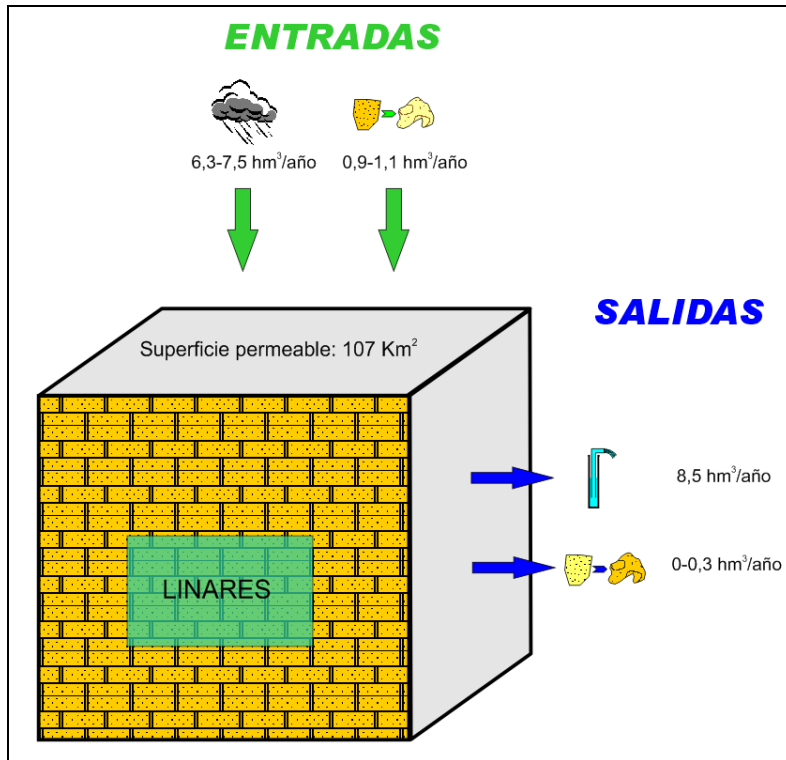 ENTRADAS
6,3-7,5 hm³/año 0,9-1,1 hm³/año
Superficie permeable: 107 Km²
SALIDAS
8,5 hm³/año
0-0,3 hm³/año
LINARES